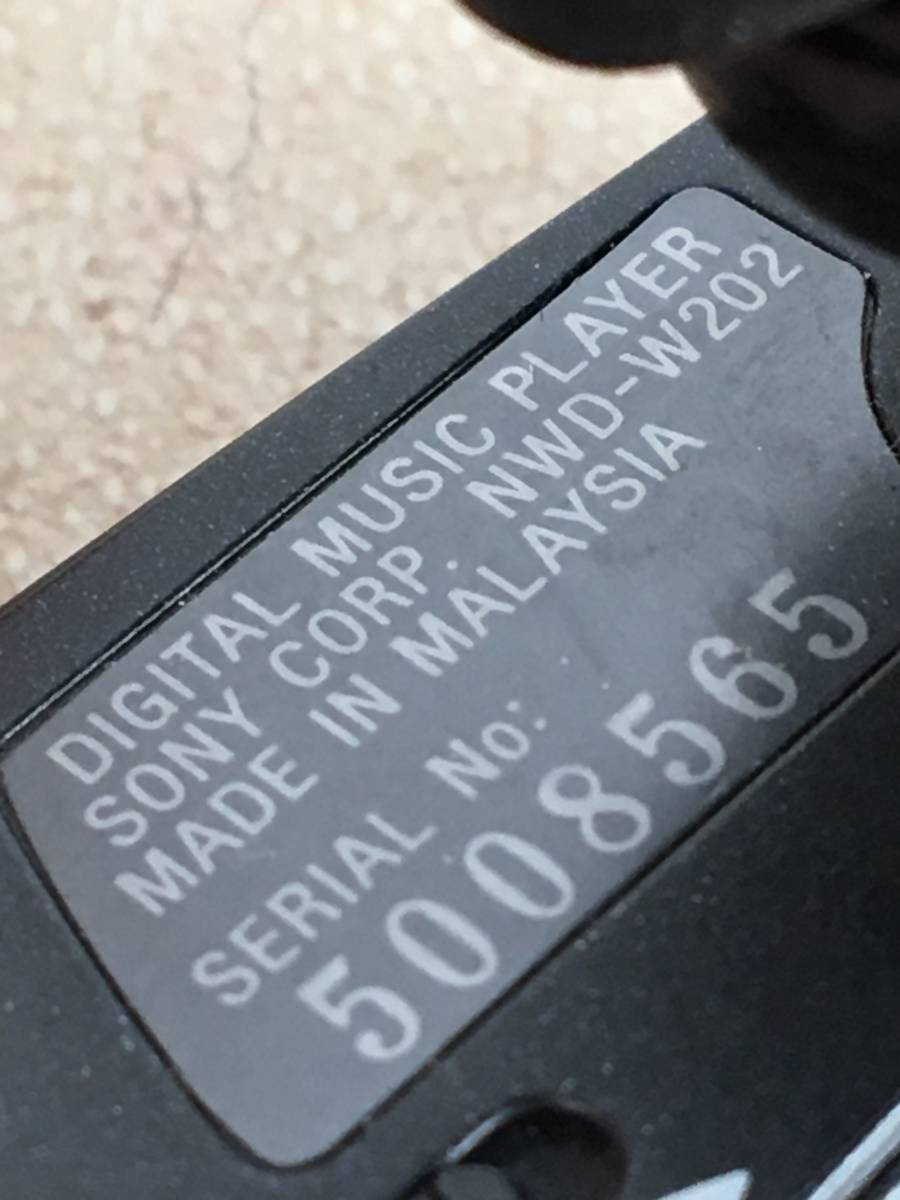 DIGITAL MUSIC PLAYER
SONY CORP. NWD-W202
MADE IN MALAYSIA
SERIAL No:
5008565